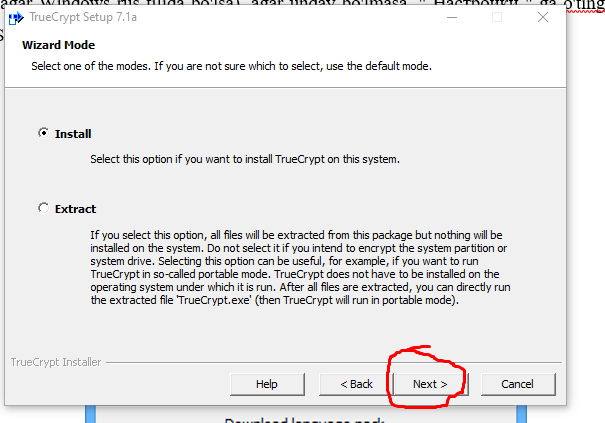 agar Windows rus tilida bo'lsa), agar unday bo'lmasa, " Настройки " ga o'ting
TrueCrypt Setup 7.1a
Wizard Mode
Select one of the modes. If you are not sure which to select, use the default mode.
Install
Select this option if you want to install TrueCrypt on this system.
Extract
If you select this option, all files will be extracted from this package but nothing will be
installed on the system. Do not select it if you intend to encrypt the system partition or
system drive. Selecting this option can be useful, for example, if you want to run
TrueCrypt in so-called portable mode. TrueCrypt does not have to be installed on the
operating system under which it is run. After all files are extracted, you can directly run
the extracted file 'TrueCrypt.exe' (then TrueCrypt will run in portable mode).
TrueCrypt Installer
Help
< Back
Next >
Cancel
Download language pack